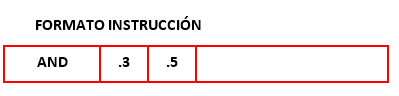 FORMATO INSTRUCCIÓN
AND .3 .5